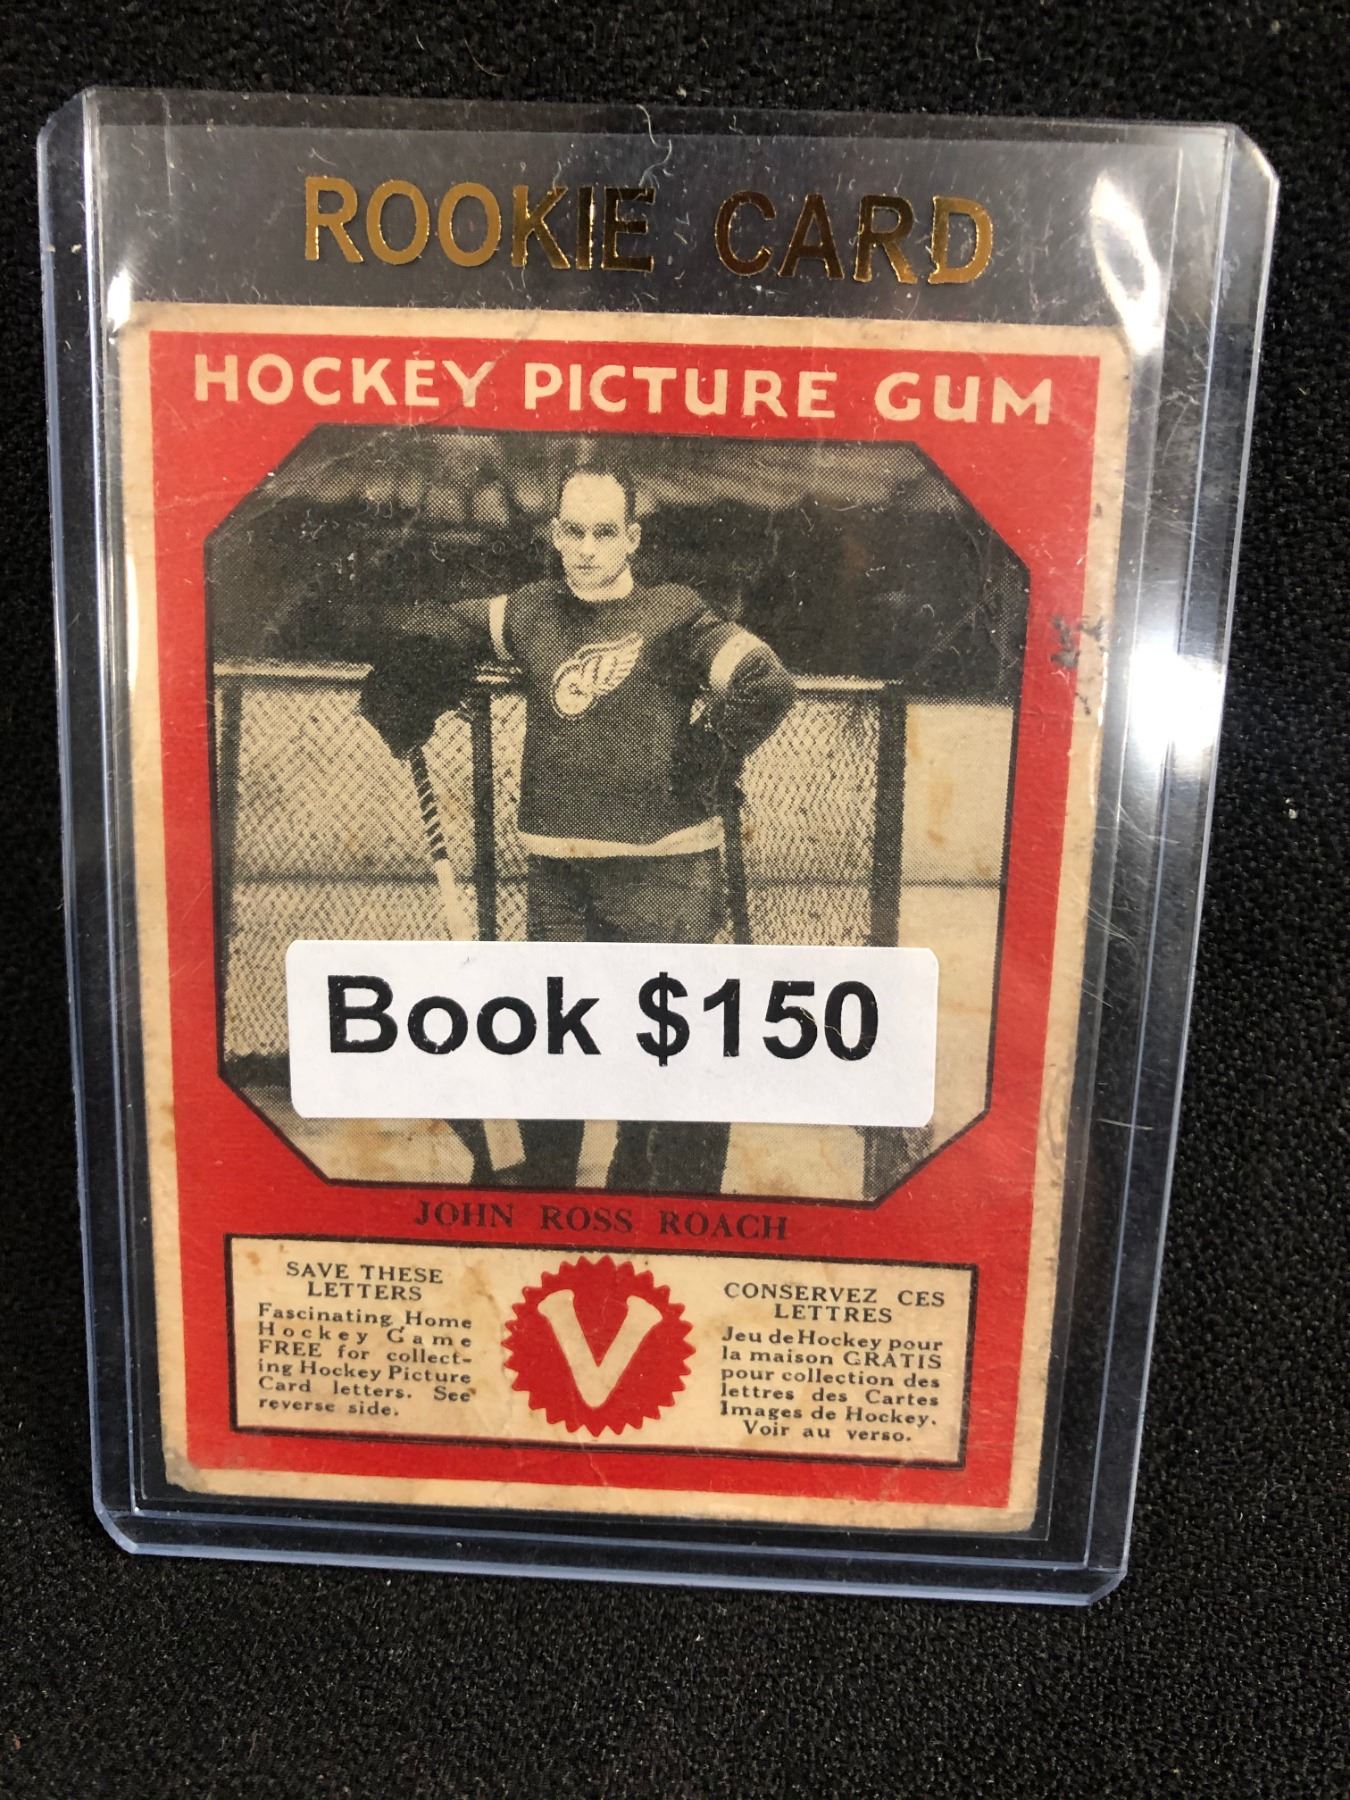 ROOKIE CARD
HOCKEY PICTURE GUM
Book $150
JOHN ROSS ROACH
SAVE THESE
LETTERS
Fascinating Home
Hockey Game
FREE for collect-
ing Hockey Picture
Card letters. See
reverse side.
V
CONSERVEZ CES
LETTRES
Jeu de Hockey pour
la maison GRATIS
pour collection des
lettres des Cartes
Images de Hockey.
Voir au verso.